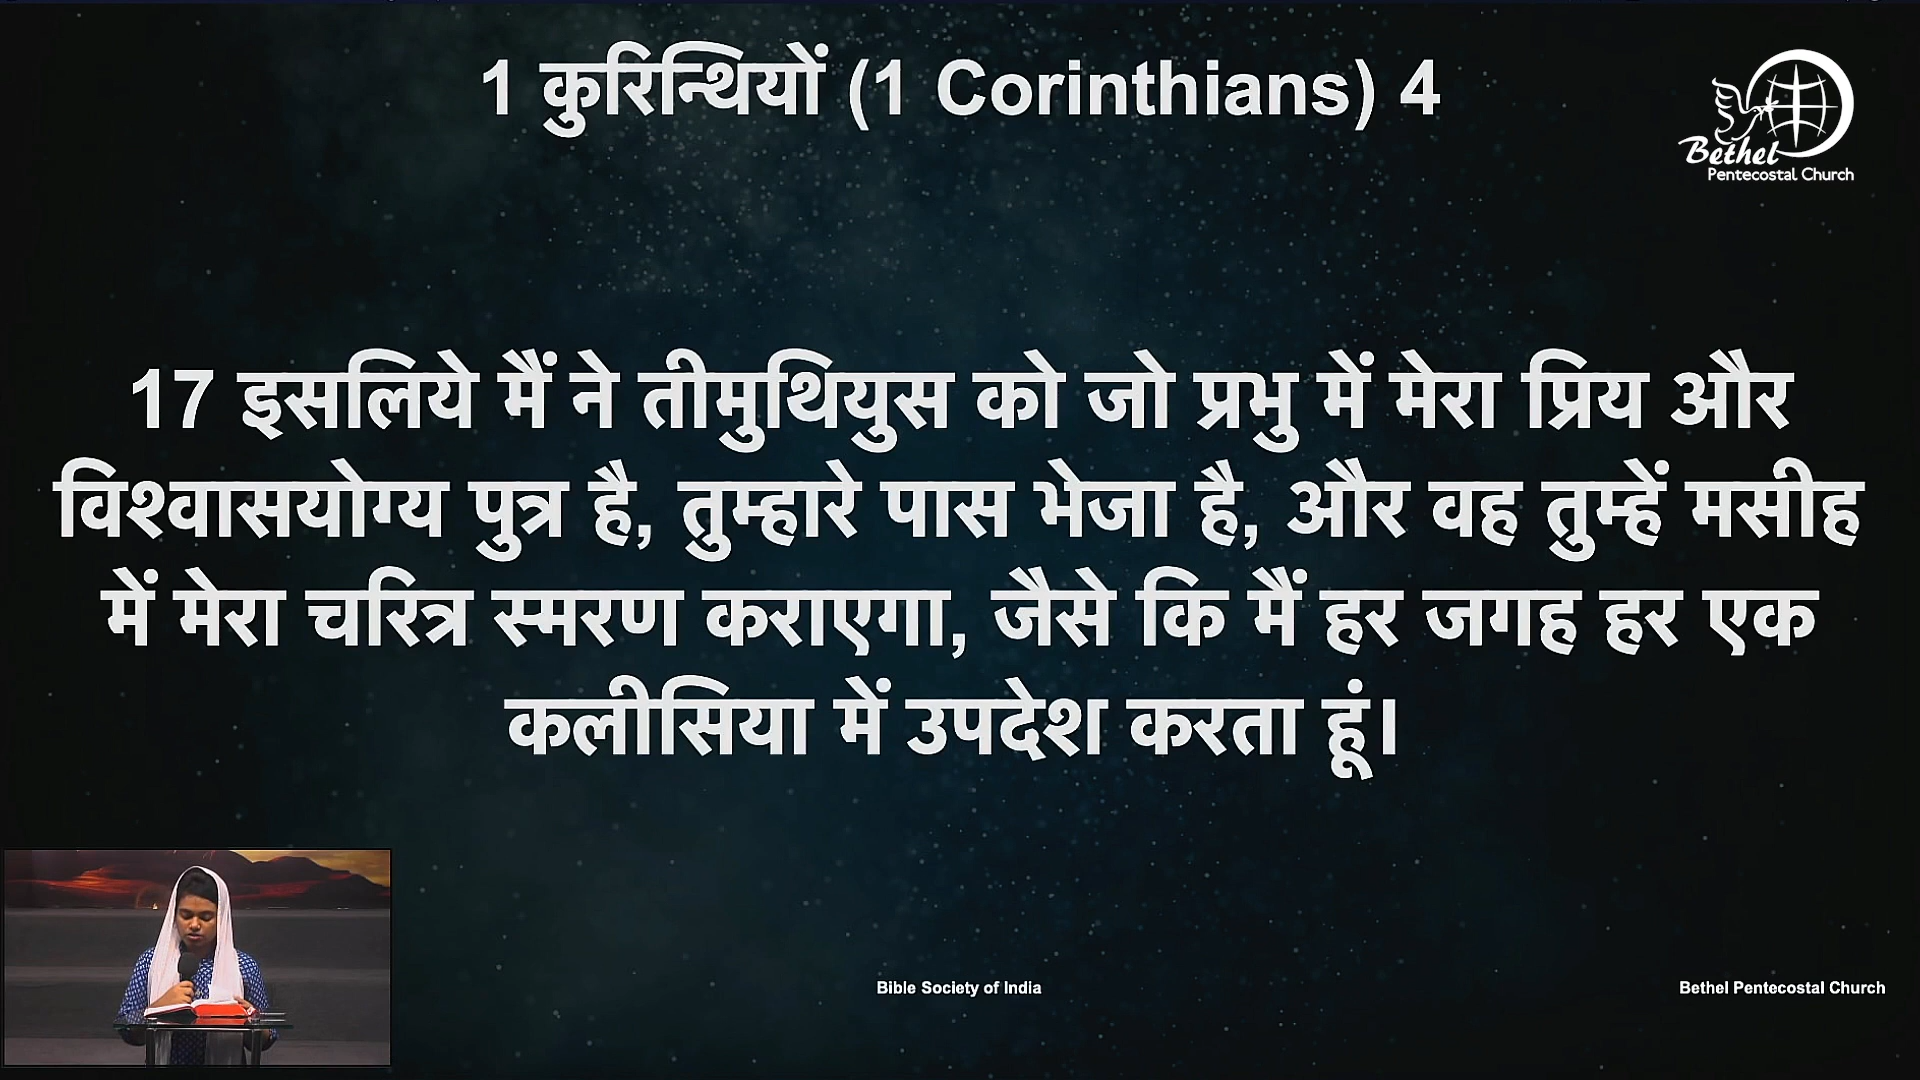 1 कुरिन्थियों (1 Corinthians) 4
Bethel
Pentecostal Church
17 इसलिये मैं ने तीमुथियुस को जो प्रभु में मेरा प्रिय और
विश्वासयोग्य पुत्र है, तुम्हारे पास भेजा है, और वह तुम्हें मसीह
में मेरा चरित्र स्मरण कराएगा, जैसे कि मैं हर जगह हर एक
कलीसिया में उपदेश करता हूं।
Bible Society of India
Bethel Pentecostal Church